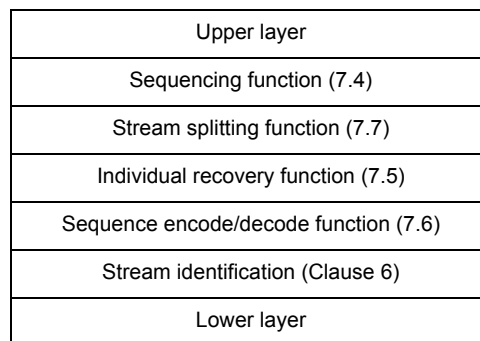 Upper layer
Sequencing function (7.4)
Stream splitting function (7.7)
Individual recovery function (7.5)
Sequence encode/decode function (7.6)
Stream identification (Clause 6)
Lower layer